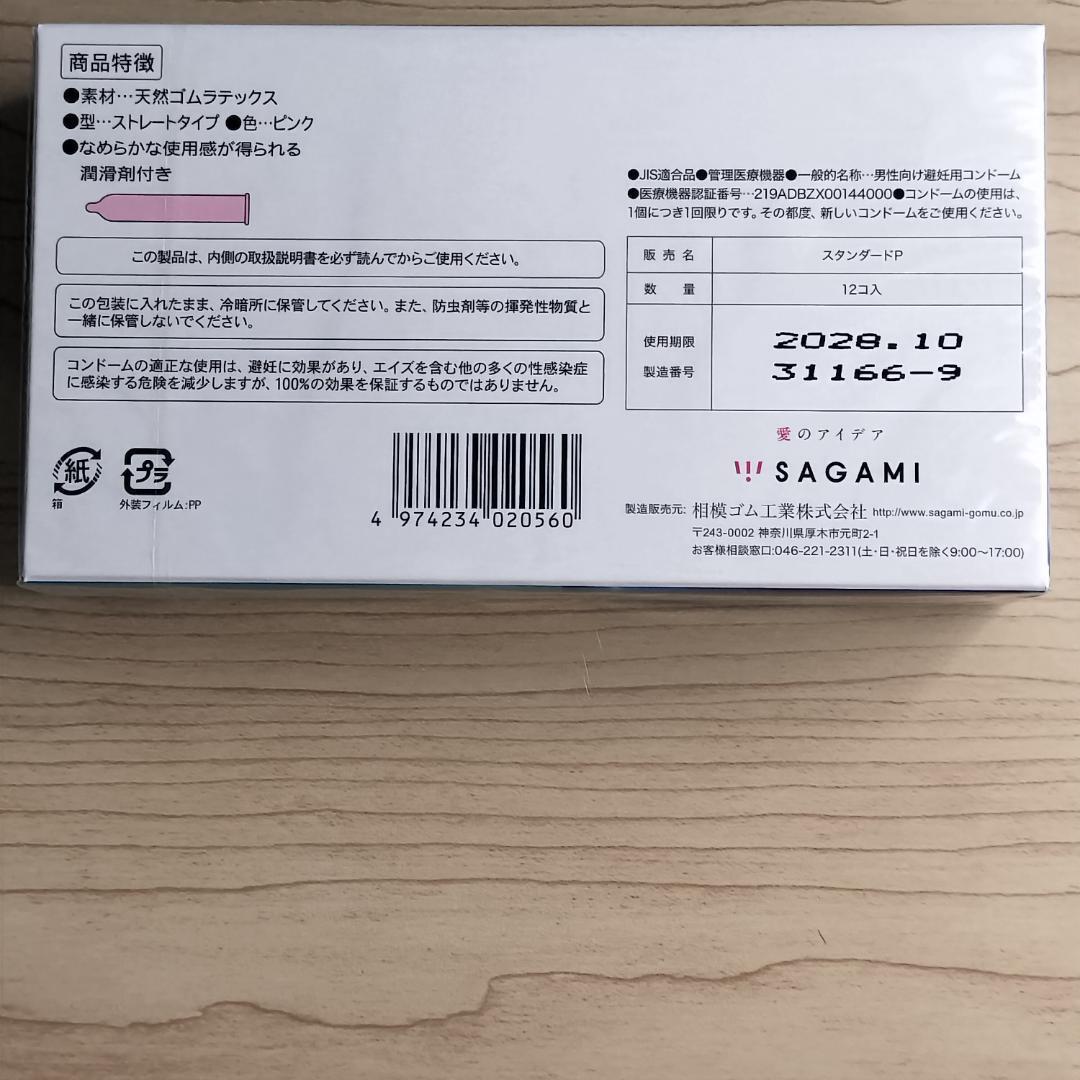 商品特徴
●素材…天然ゴムラテックス
●型…ストレートタイプ ●色…ピンク
●なめらかな使用感が得られる
潤滑剤付き
この製品は、内側の取扱説明書を必ず読んでからご使用ください。
この包装に入れたまま、冷暗所に保管してください。また、防虫剤等の揮発性物質と
一緒に保管しないでください。
コンドームの適正な使用は、避妊に効果があり、エイズを含む他の多くの性感染症
に感染する危険を減少しますが、100%の効果を保証するものではありません。
紙
箱
プラ
外装フィルム:PP
4 974234 020560
●JIS適合品●管理医療機器●一般的名称…男性向け避妊用コンドーム
●医療機器認証番号…219ADBZX00144000●コンドームの使用は、
1個につき1回限りです。その都度、新しいコンドームをご使用ください。
販売名 スタンダードP
数量 12コ入
使用期限 2028.10
製造番号 31166-9
愛のアイデア
SAGAMI
製造販売元: 相模ゴム工業株式会社 http://www.sagami-gomu.co.jp
〒243-0002 神奈川県厚木市元町2-1
お客様相談窓口:046-221-2311(土・日・祝日を除く9:00～17:00)